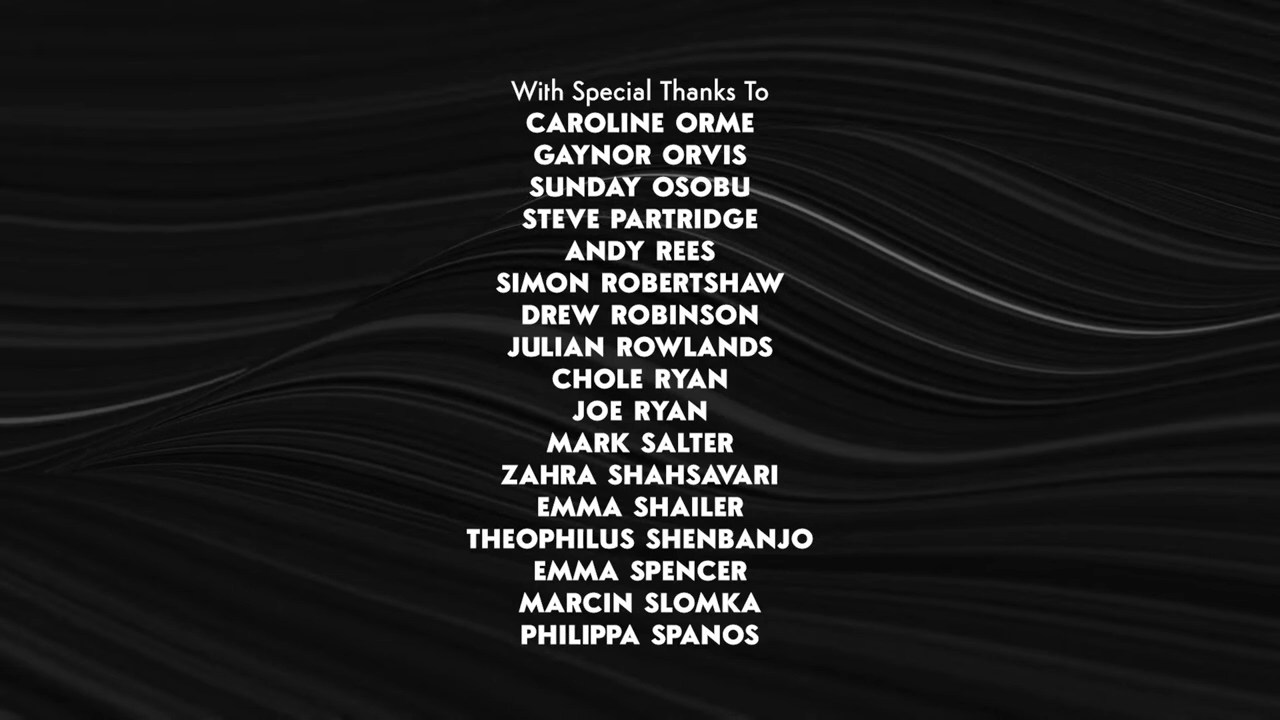 With Special Thanks To
CAROLINE ORME
GAYNOR ORVIS
SUNDAY OSOBU
STEVE PARTRIDGE
ANDY REES
SIMON ROBERTSHAW
DREW ROBINSON
JULIAN ROWLANDS
CHOLE RYAN
JOE RYAN
MARK SALTER
ZAHRA SHAHSAVARI
EMMA SHAILER
THEOPHILUS SHENBANJO
EMMA SPENCER
MARCIN SLOMKA
PHILIPPA SPANOS